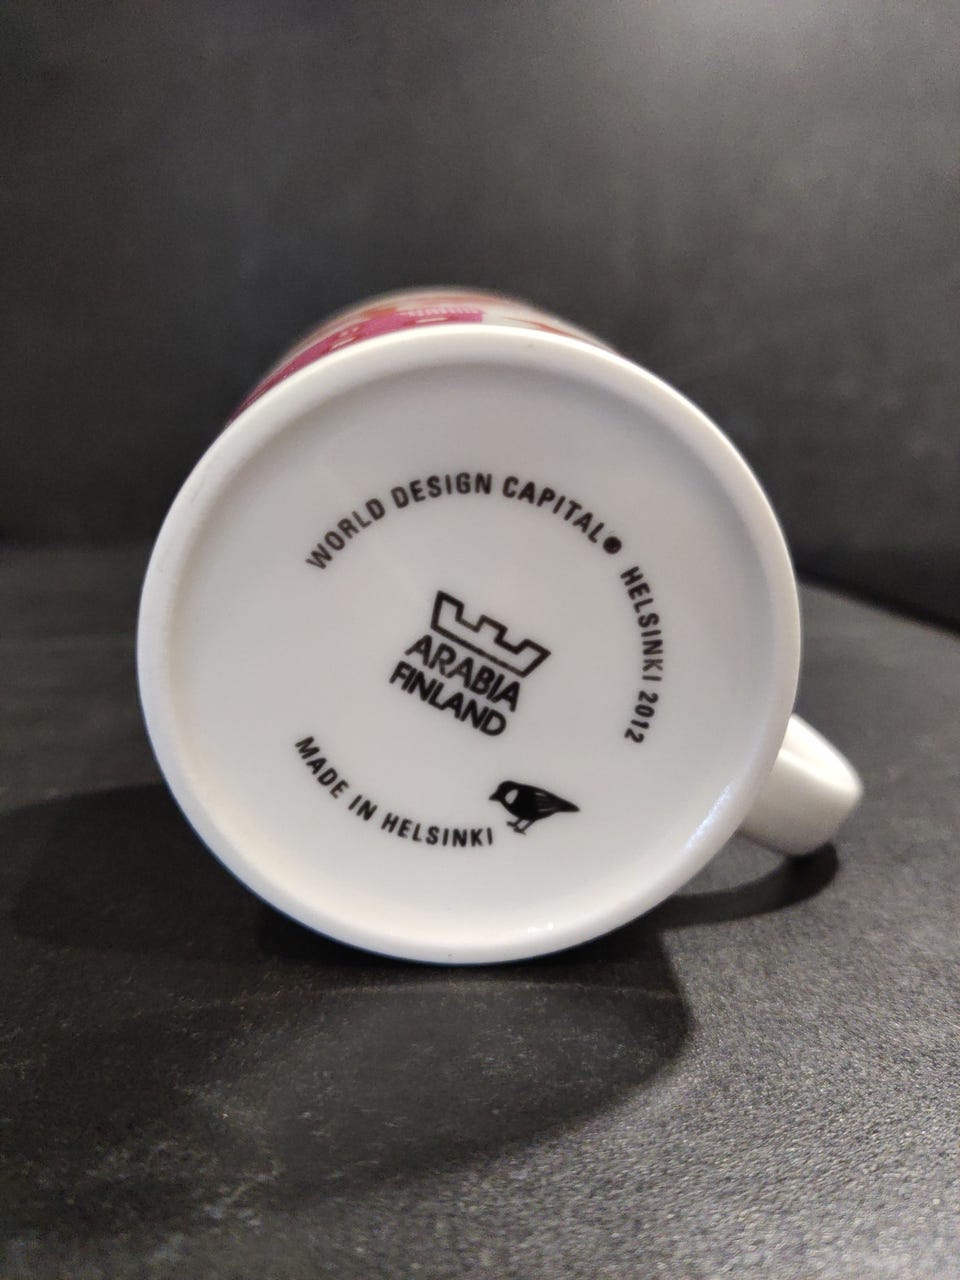 WORLD DESIGN CAPITAL® HELSINKI 2012
ARABIA
FINLAND
MADE IN HELSINKI